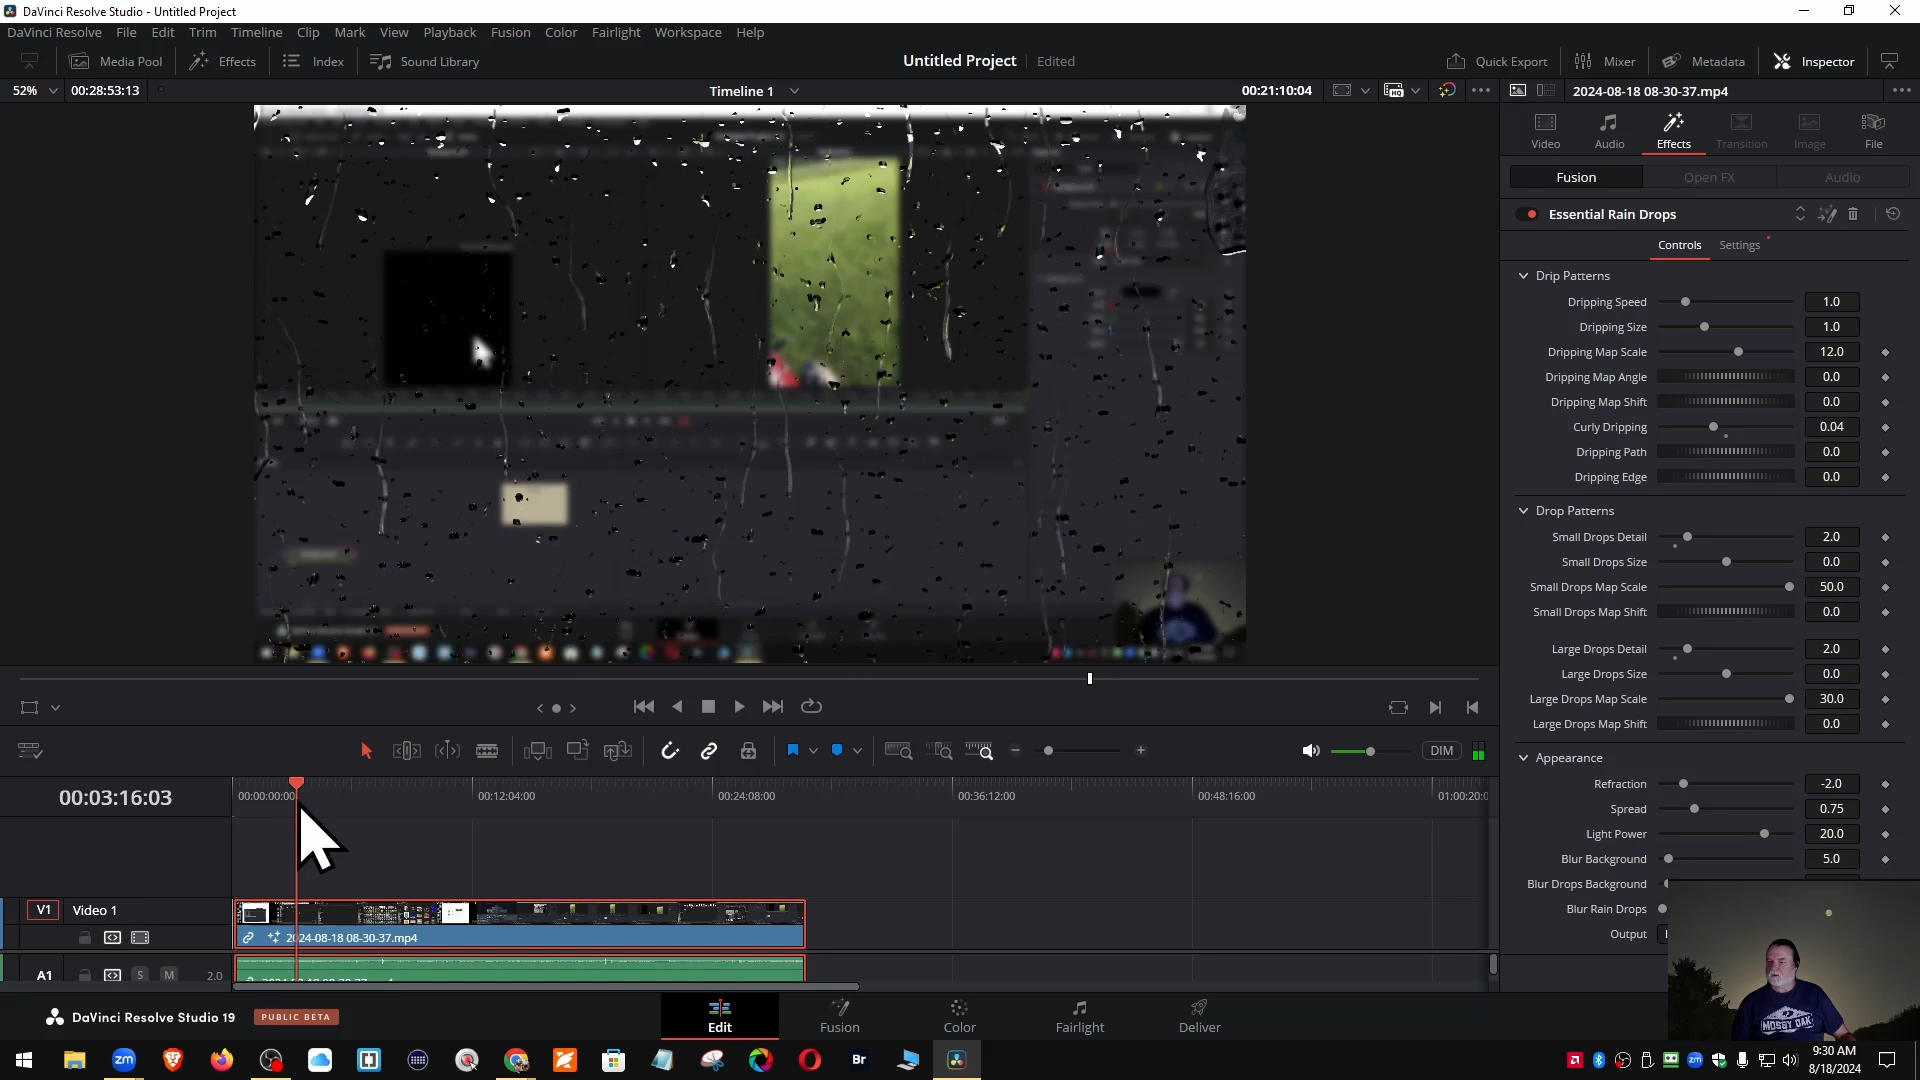 DaVinci Resolve Studio - Untitled Project
DaVinci Resolve File Edit Trim Timeline Clip Mark View Playback Fusion Color Fairlight Workspace Help
Media Pool Effects Index Sound Library Untitled Project Edited Quick Export Mixer Metadata Inspector
52% 00:28:53:13 Timeline 1 00:21:10:04 2024-08-18 08-30-37.mp4
Video Audio Effects Transition Image File
Fusion Open FX Audio
Essential Rain Drops
Controls Settings
Drip Patterns
Dripping Speed 1.0
Dripping Size 1.0
Dripping Map Scale 12.0
Dripping Map Angle 0.0
Dripping Map Shift 0.0
Curly Dripping 0.04
Dripping Path 0.0
Dripping Edge 0.0
Drop Patterns
Small Drops Detail 2.0
Small Drops Size 0.0
Small Drops Map Scale 50.0
Small Drops Map Shift 0.0
Large Drops Detail 2.0
Large Drops Size 0.0
Large Drops Map Scale 30.0
Large Drops Map Shift 0.0
Appearance
Refraction -2.0
Spread 0.75
Light Power 20.0
Blur Background 5.0
Blur Drops Background
Blur Rain Drops
Output
DIM
00:03:16:03
00:00:00:00 00:12:04:00 00:24:08:00 00:36:12:00 00:48:16:00 01:00:20:0
V1 Video 1
2024-08-18 08-30-37.mp4
A1 S M 2.0
DaVinci Resolve Studio 19 PUBLIC BETA
Edit Fusion Color Fairlight Deliver
MOSSY OAK
zm Br zm
9:30 AM
8/18/2024